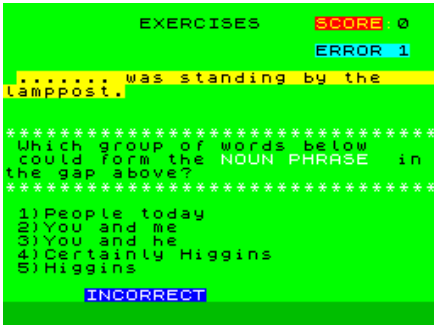 EXERCISES SCORE:0
ERROR 1
....... was standing by the
lamppost.
********************************
Which group of words below
could form the NOUN PHRASE in
the gap above?
********************************
1)People today
2)You and me
3)You and he
4)Certainly Higgins
5)Higgins
INCORRECT